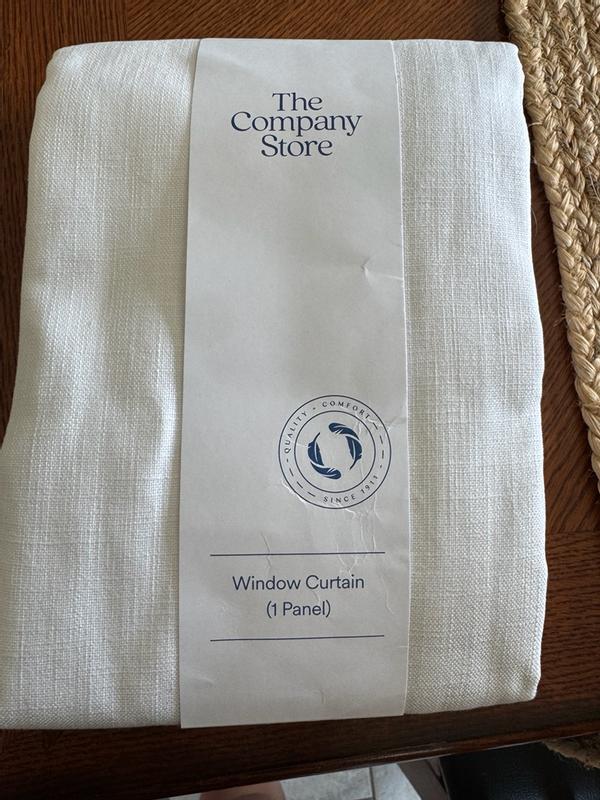 The
Company
Store
QUALITY • COMFORT
SINCE 1911
Window Curtain
(1 Panel)